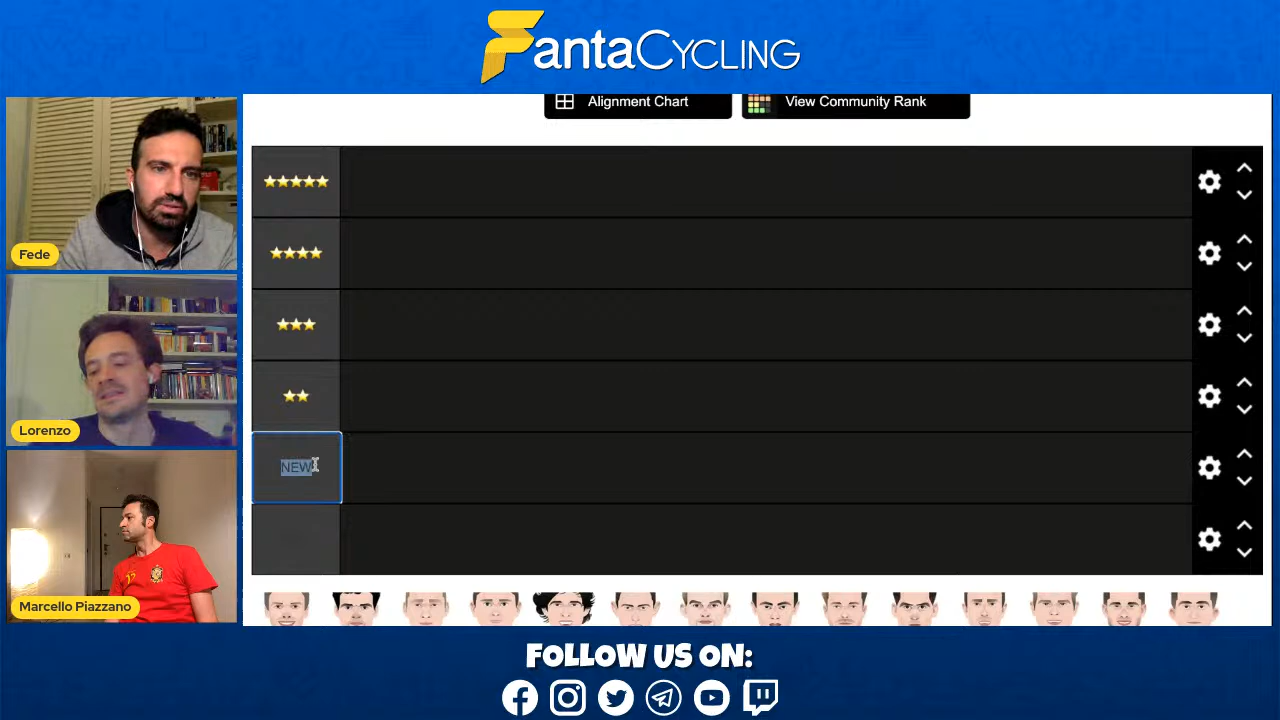 FantaCycling
Alignment Chart
View Community Rank
Fede
Lorenzo
NEW
Marcello Piazzano
FOLLOW US ON: